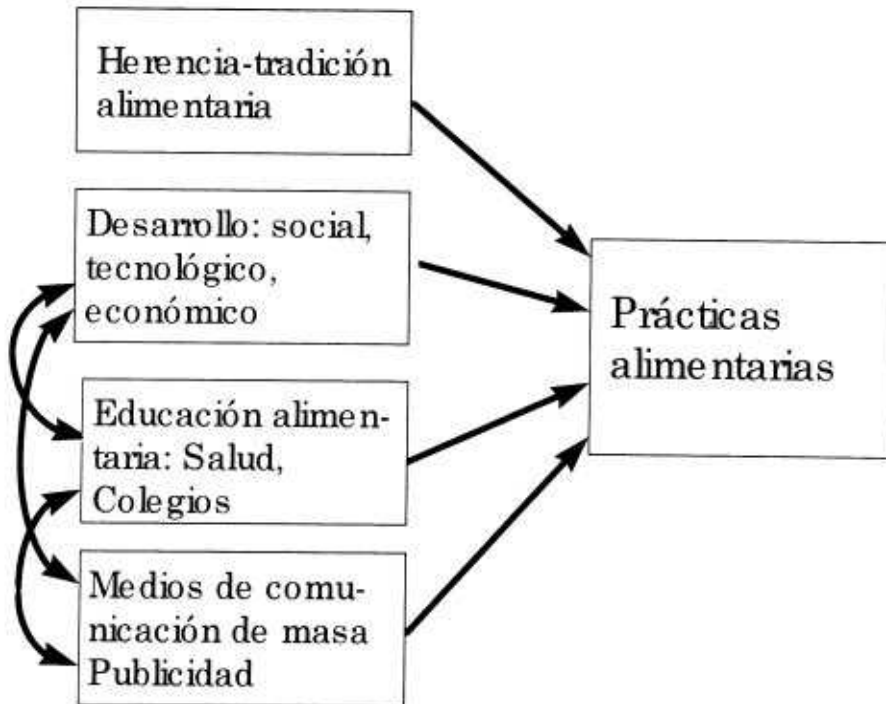 Herencia-tradición
alimentaria
Desarrollo: social,
tecnológico,
económico
Educación alimen-
taria: Salud,
Colegios
Medios de comu-
nicación de masa
Publicidad
Prácticas
alimentarias